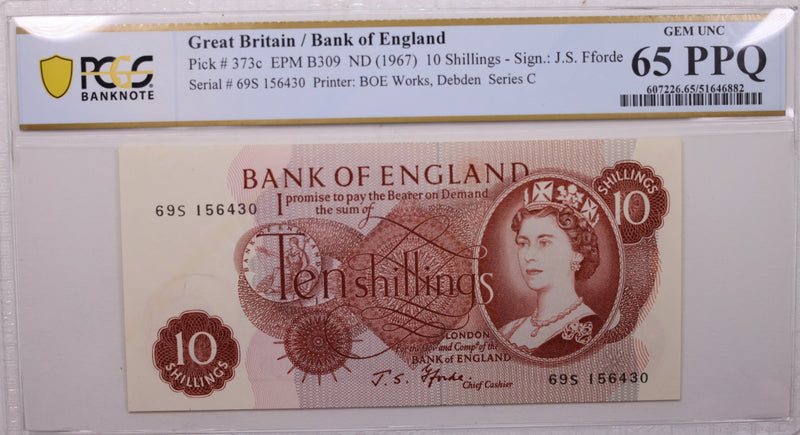 PCGS
BANKNOTE
Great Britain / Bank of England
Pick # 373c EPM B309 ND (1967) 10 Shillings - Sign.: J.S. Fforde
Serial # 69S 156430 Printer: BOE Works, Debden Series C
GEM UNC
65 PPQ
607226.65/51646882
BANK OF ENGLAND
69S 156430
I promise to pay the Bearer on Demand
the sum of
Ten shillings
10
SHILLINGS
LONDON
For the Gov: and Comp.ª of the
BANK of ENGLAND
J. S. Fforde.
Chief Cashier
69S 156430
10
SHILLINGS